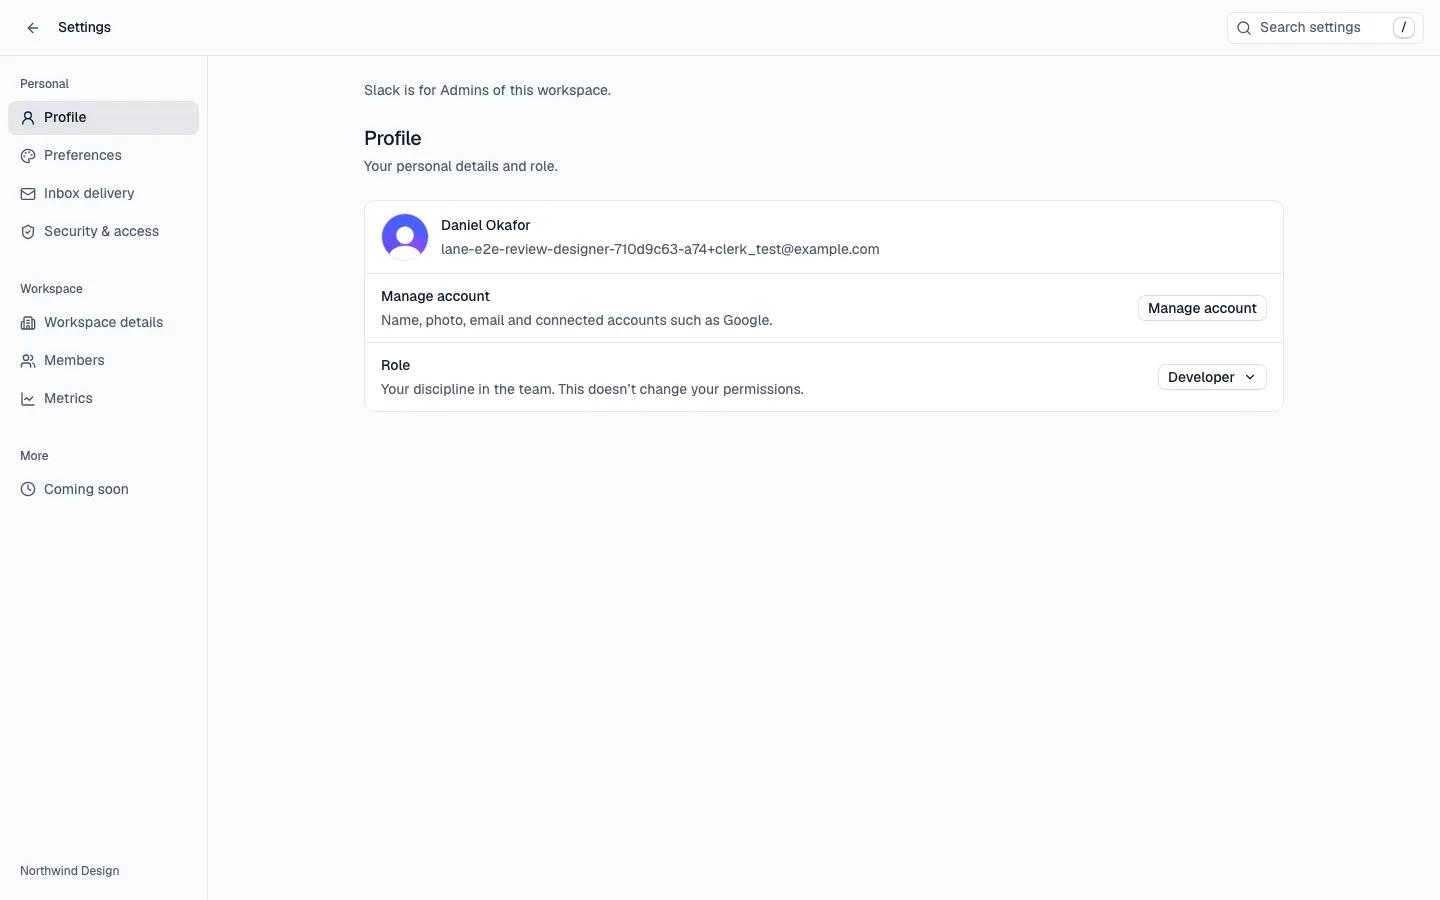 Settings
Search settings
/
Personal
Profile
Preferences
Inbox delivery
Security & access
Workspace
Workspace details
Members
Metrics
More
Coming soon
Northwind Design
Slack is for Admins of this workspace.
Profile
Your personal details and role.
Daniel Okafor
lane-e2e-review-designer-710d9c63-a74+clerk_test@example.com
Manage account
Name, photo, email and connected accounts such as Google.
Manage account
Role
Your discipline in the team. This doesn’t change your permissions.
Developer